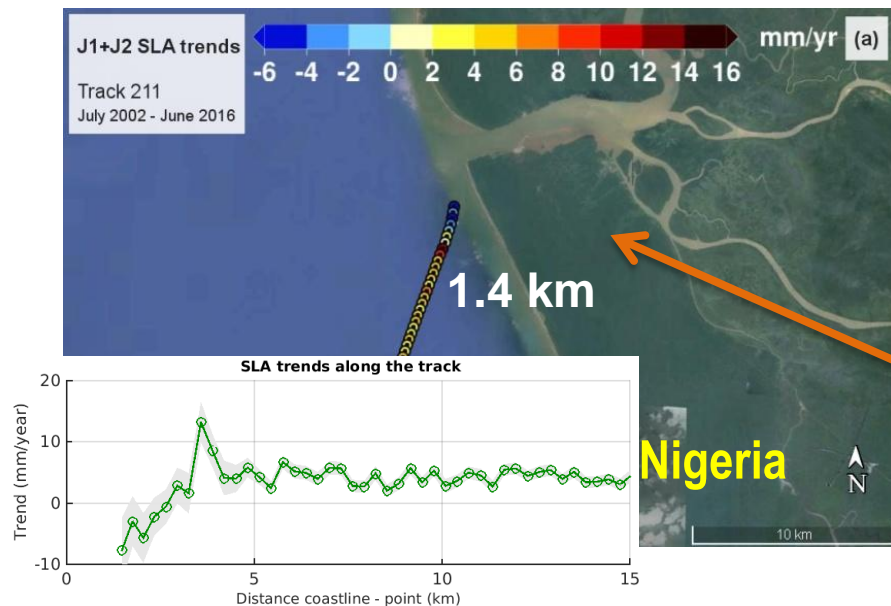 J1+J2 SLA trends
Track 211
July 2002 - June 2016
mm/yr (a)
-6 -4 -2 0 2 4 6 8 10 12 14 16
1.4 km
Nigeria
N
10 km
SLA trends along the track
Trend (mm/year)
20
10
0
-10
0 5 10 15
Distance coastline - point (km)